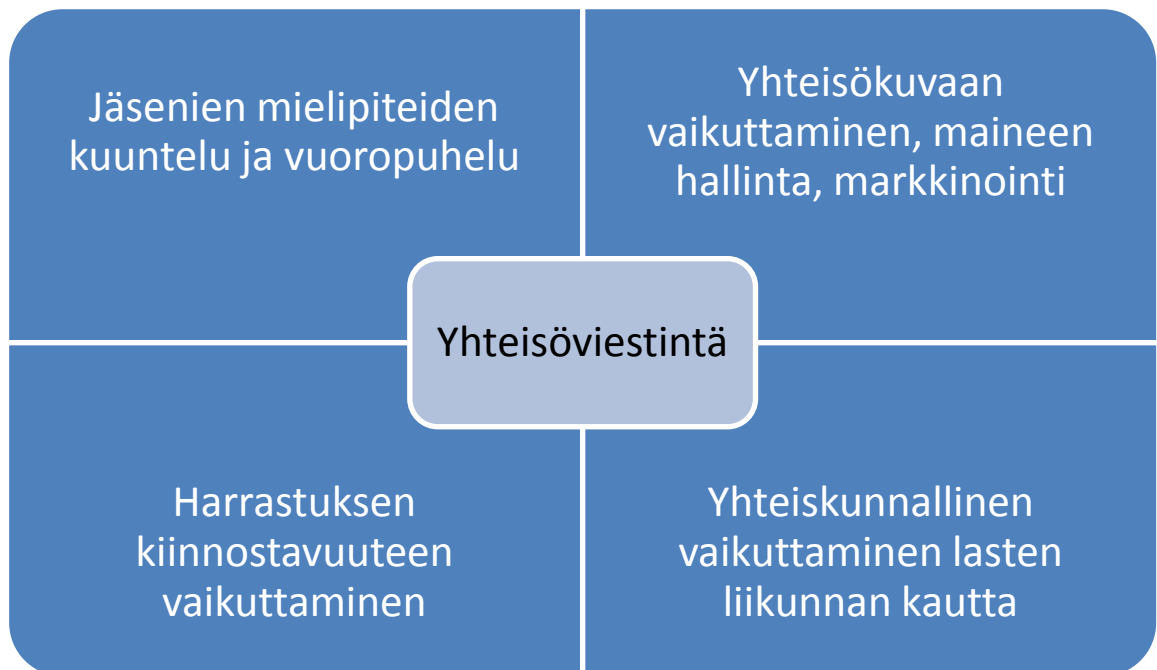 Jäsenien mielipiteiden
kuuntelu ja vuoropuhelu
Yhteisökuvaan
vaikuttaminen, maineen
hallinta, markkinointi
Yhteisöviestintä
Harrastuksen
kiinnostavuuteen
vaikuttaminen
Yhteiskunnallinen
vaikuttaminen lasten
liikunnan kautta